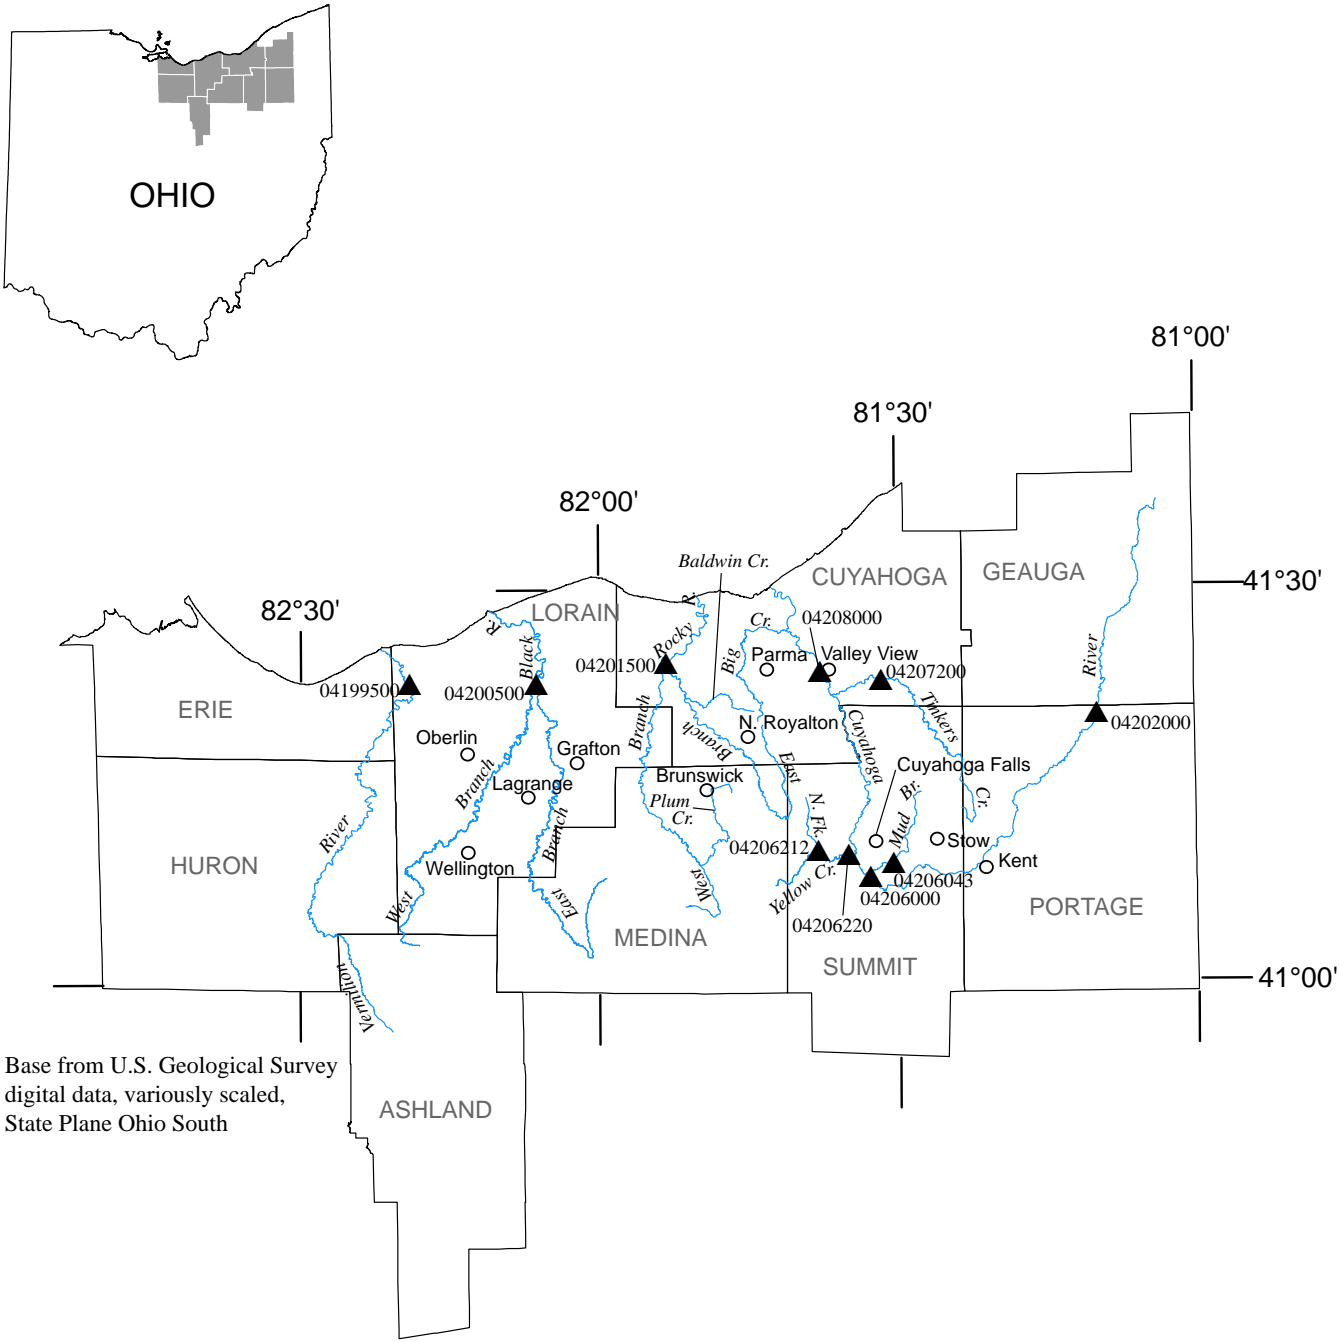 OHIO
81°00'
81°30'
82°00'
Baldwin Cr.
CUYAHOGA
GEAUGA
41°30'
82°30'
LORAIN
R.
R.
Cr.
04208000
Black
Rocky
Big
Parma
Valley View
River
04201500
04207200
04199500
04200500
ERIE
Branch
Tinkers
04202000
N. Royalton
Oberlin
Branch
Cuyahoga
Grafton
East
Cuyahoga Falls
Branch
Lagrange
Brunswick
Plum
Cr.
N. Fk.
Mud Br.
Cr.
River
Branch
04206212
Stow
HURON
Wellington
Kent
Yellow Cr.
04206043
West
04206000
West
East
04206220
PORTAGE
MEDINA
SUMMIT
41°00'
Vermilion
Base from U.S. Geological Survey
digital data, variously scaled,
State Plane Ohio South
ASHLAND